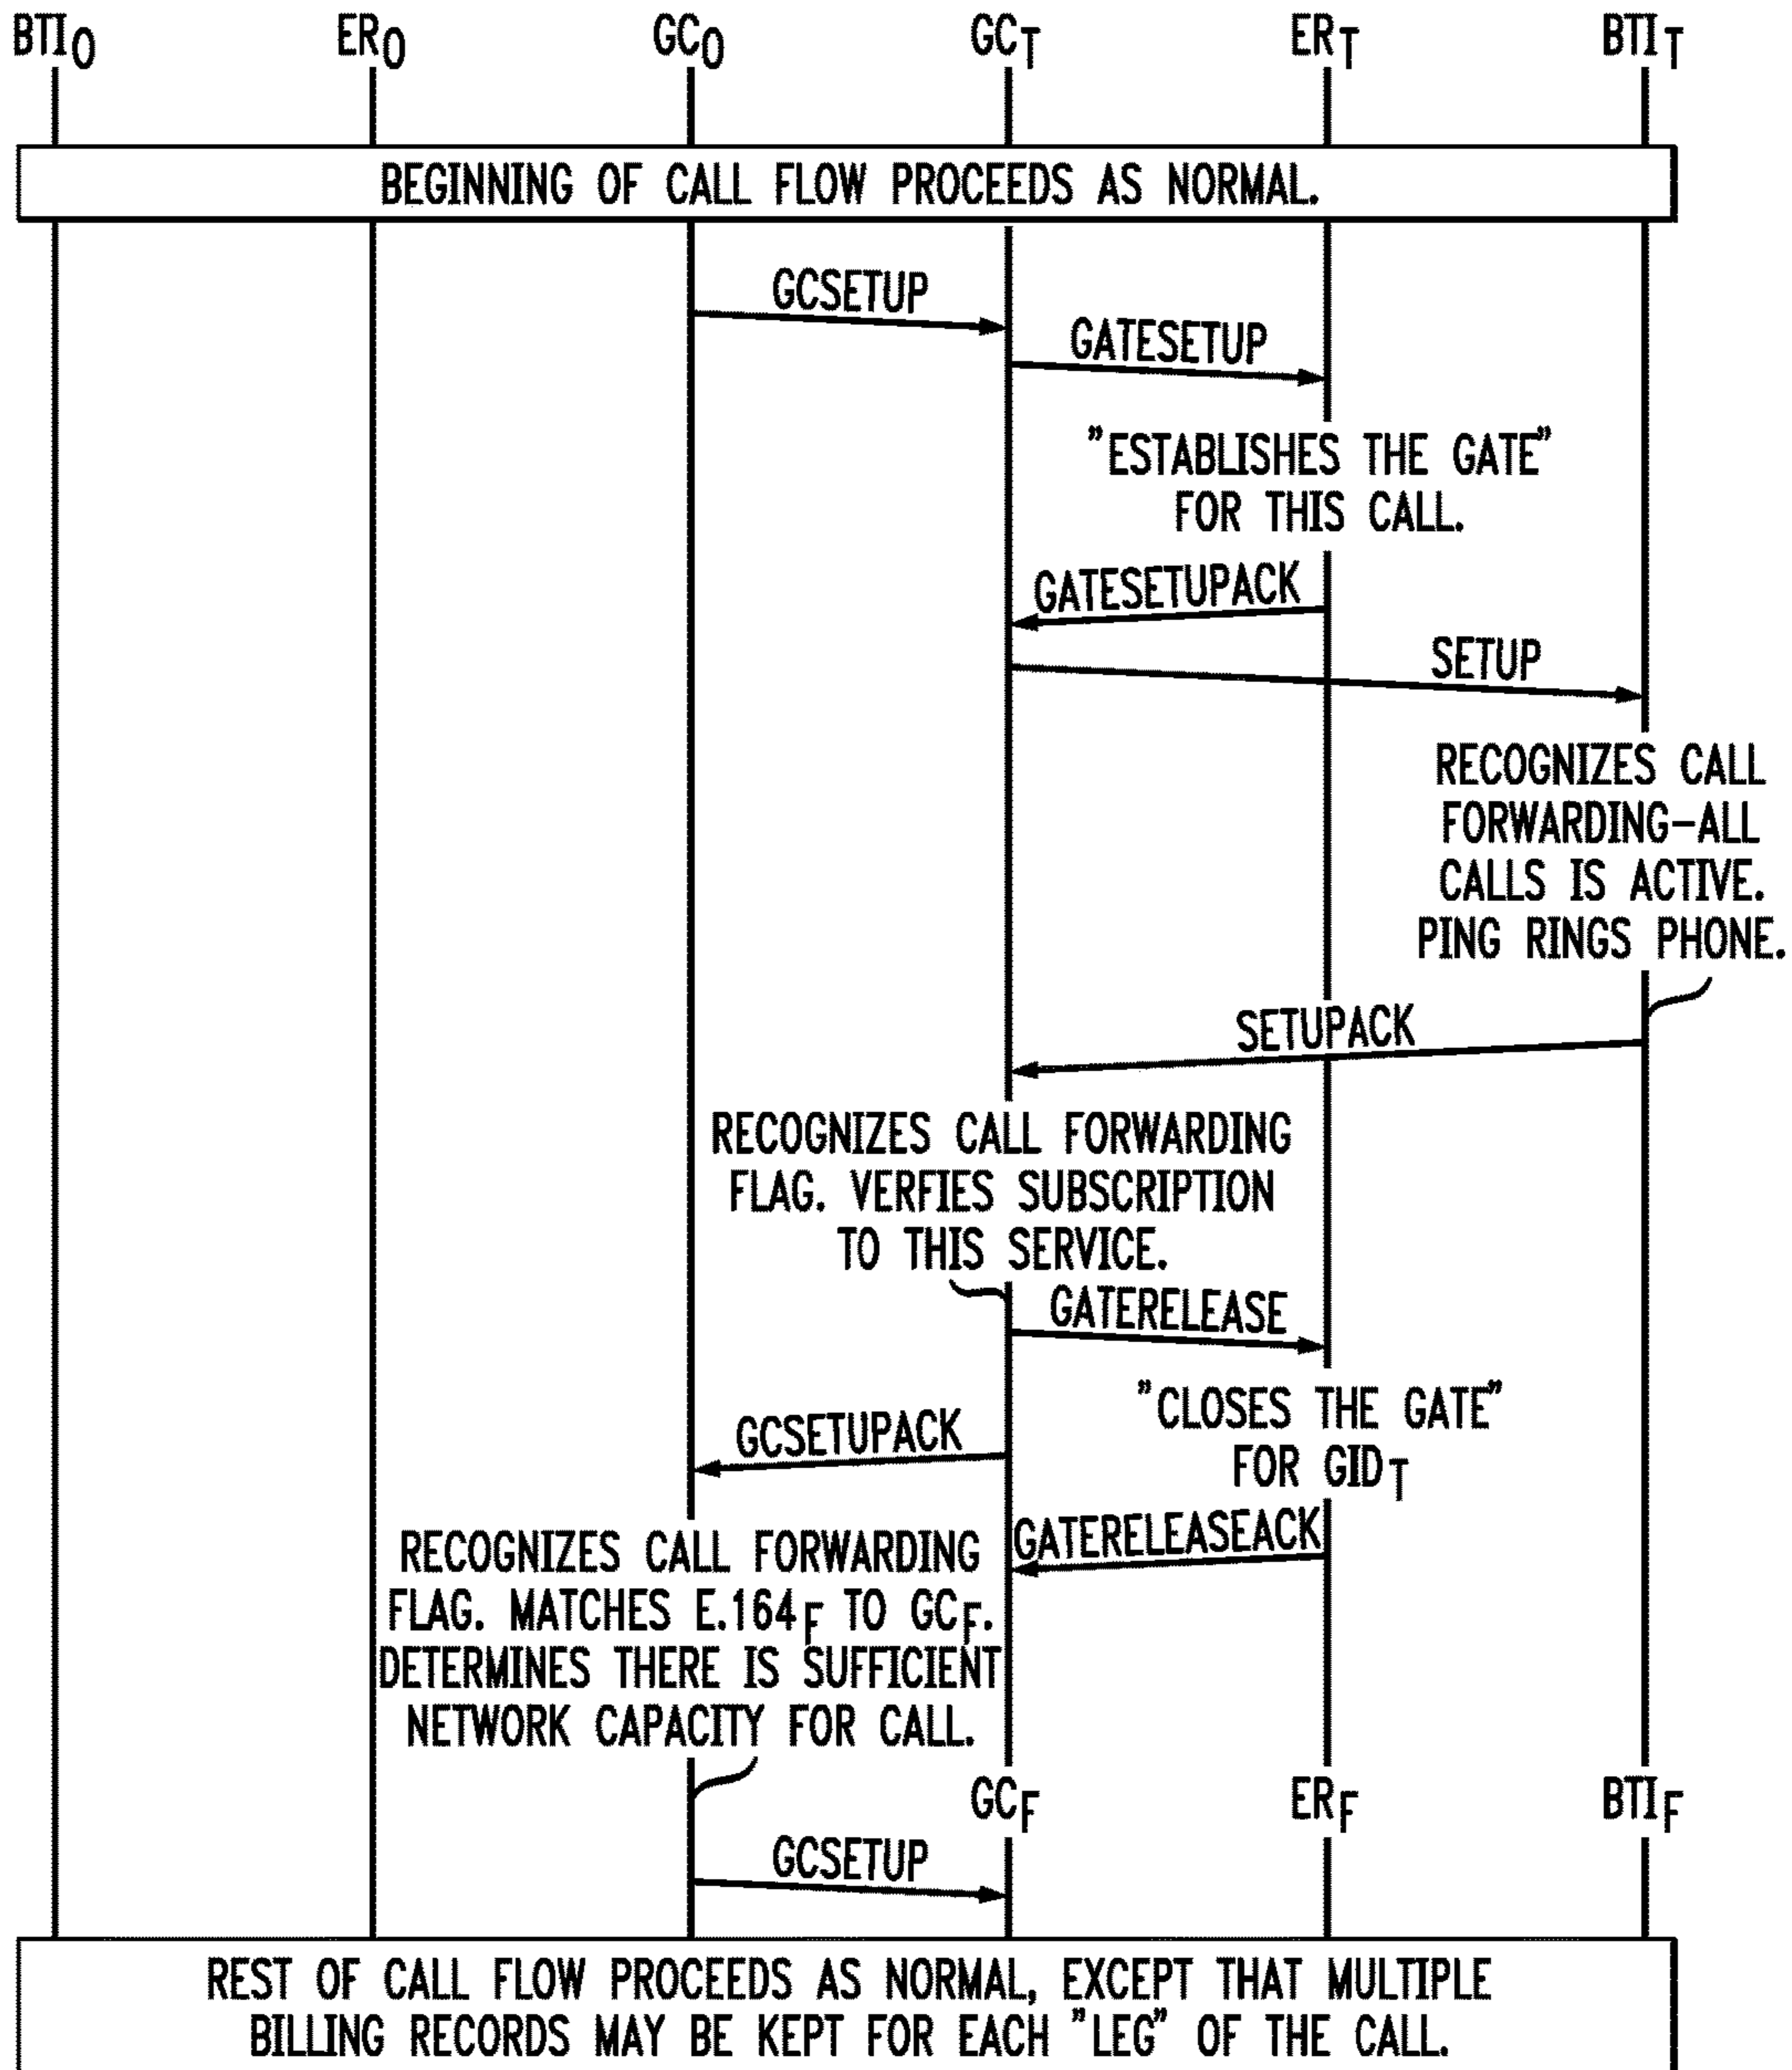 BTIO ERO GCO GCT ERT BTIT
BEGINNING OF CALL FLOW PROCEEDS AS NORMAL.
GCSETUP
GATESETUP
"ESTABLISHES THE GATE"
FOR THIS CALL.
GATESETUPACK
SETUP
RECOGNIZES CALL
FORWARDING-ALL
CALLS IS ACTIVE.
PING RINGS PHONE.
SETUPACK
RECOGNIZES CALL FORWARDING
FLAG. VERFIES SUBSCRIPTION
TO THIS SERVICE.
GATERELEASE
"CLOSES THE GATE"
FOR GIDT
GCSETUPACK
GATERELEASEACK
RECOGNIZES CALL FORWARDING
FLAG. MATCHES E.164F TO GCF.
DETERMINES THERE IS SUFFICIENT
NETWORK CAPACITY FOR CALL.
GCF ERF BTIF
GCSETUP
REST OF CALL FLOW PROCEEDS AS NORMAL, EXCEPT THAT MULTIPLE
BILLING RECORDS MAY BE KEPT FOR EACH "LEG" OF THE CALL.